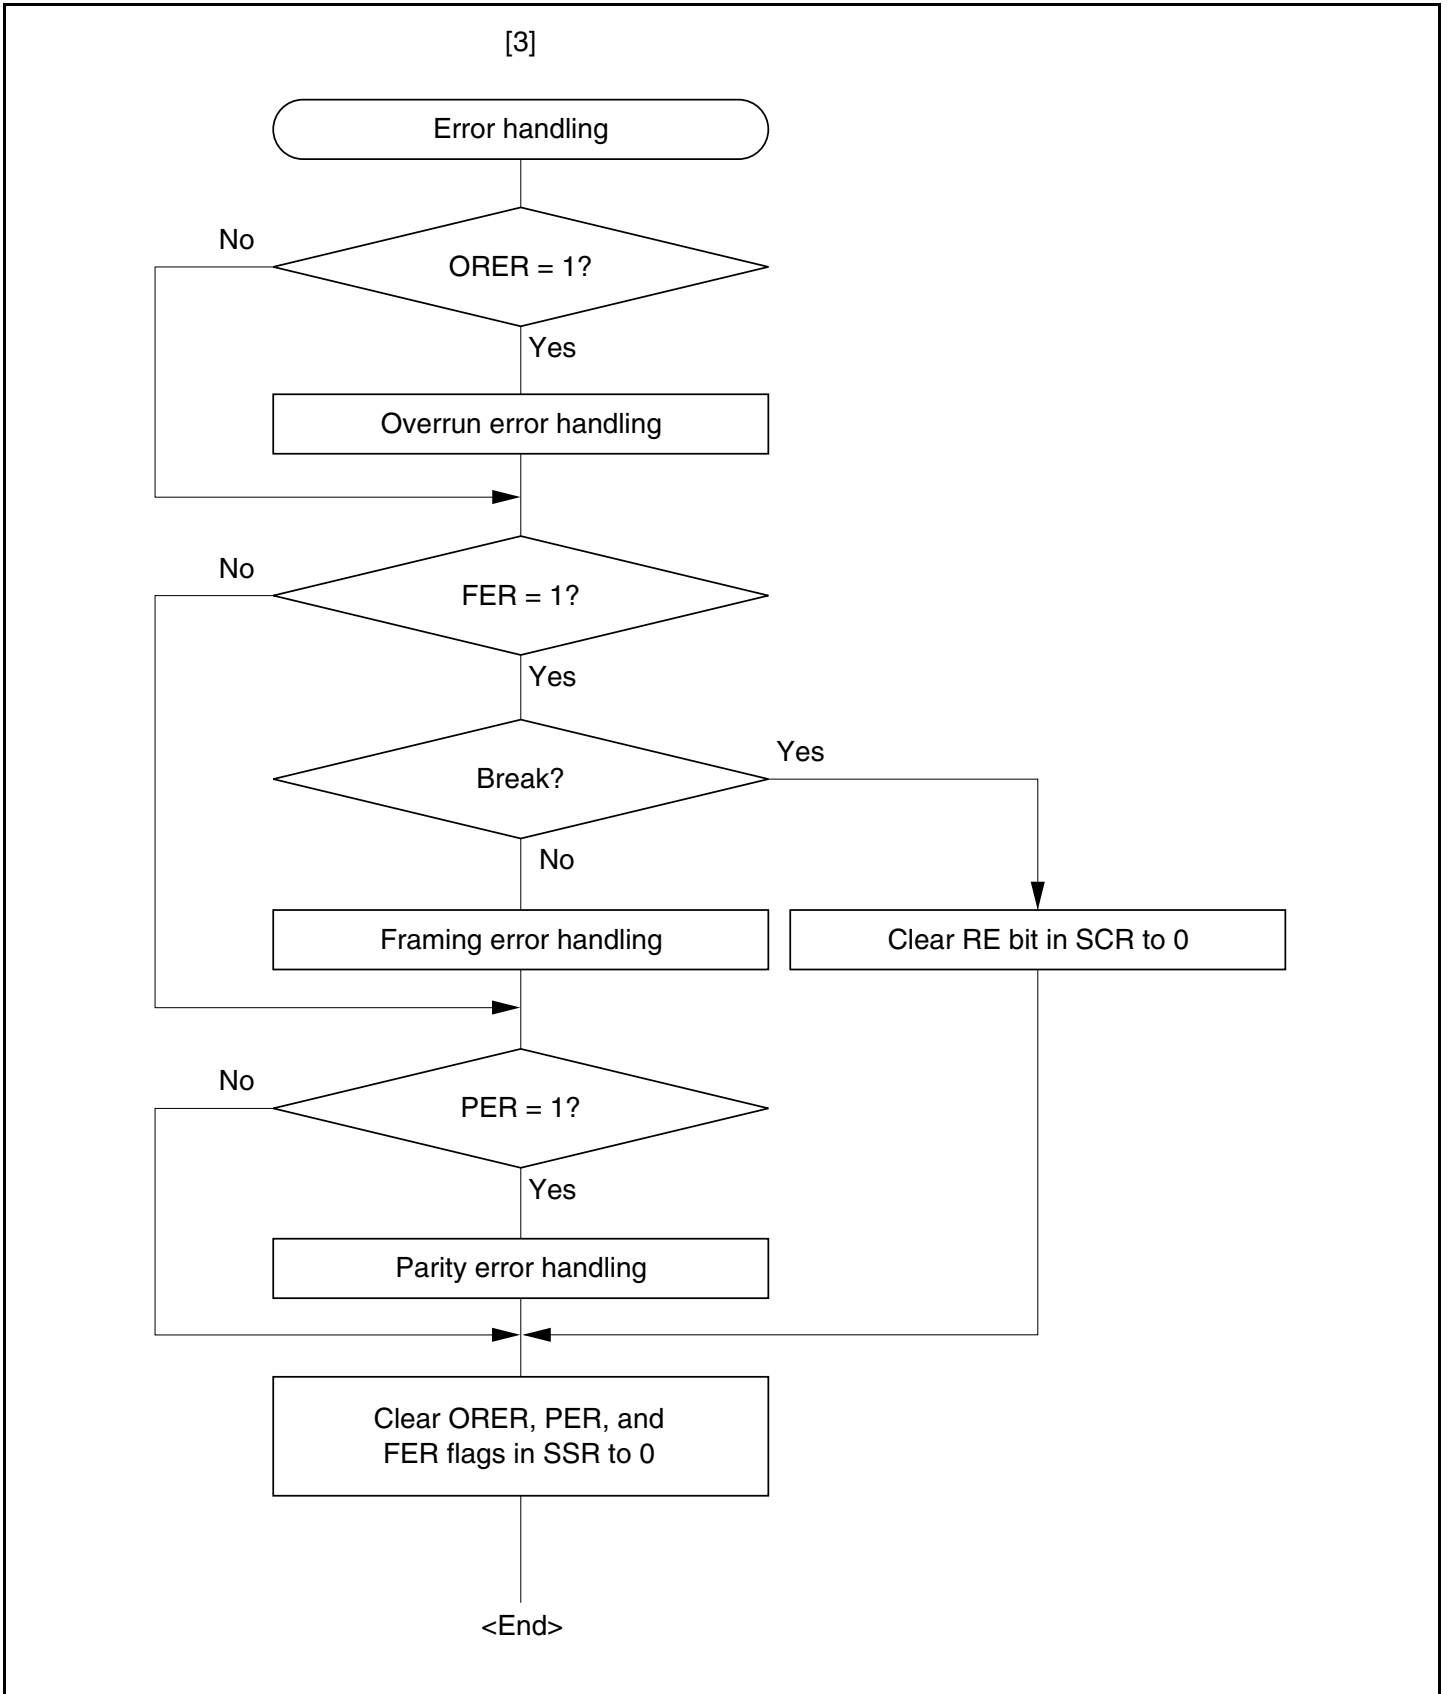 [3]
Error handling
No
ORER = 1?
Yes
Overrun error handling
No
FER = 1?
Yes
Break?
Yes
No
Framing error handling
Clear RE bit in SCR to 0
No
PER = 1?
Yes
Parity error handling
Clear ORER, PER, and
FER flags in SSR to 0
<End>